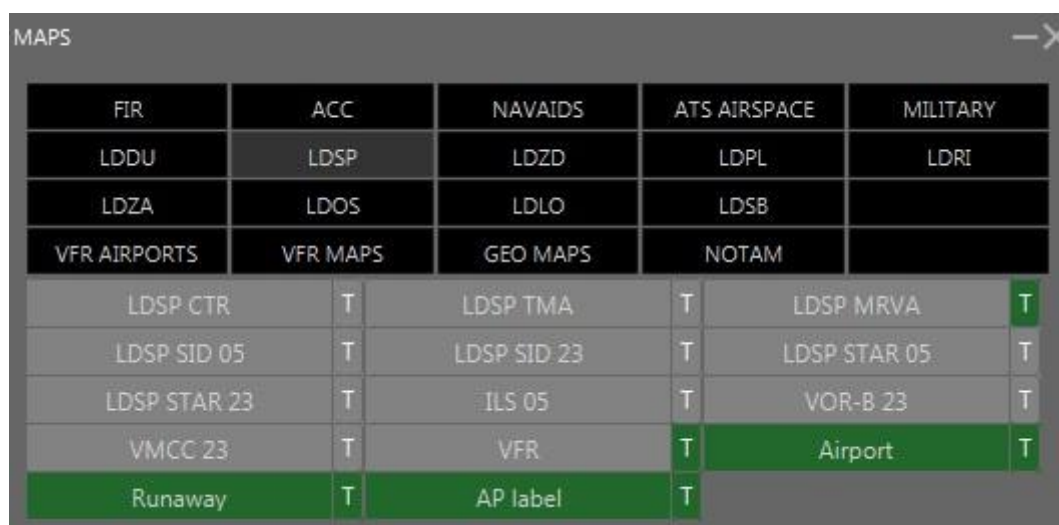 MAPS
FIR ACC NAVAIDS ATS AIRSPACE MILITARY
LDDU LDSP LDZD LDPL LDRI
LDZA LDOS LDLO LDSB
VFR AIRPORTS VFR MAPS GEO MAPS NOTAM
LDSP CTR T LDSP TMA T LDSP MRVA T
LDSP SID 05 T LDSP SID 23 T LDSP STAR 05 T
LDSP STAR 23 T ILS 05 T VOR-B 23 T
VMCC 23 T VFR T Airport T
Runaway T AP label T